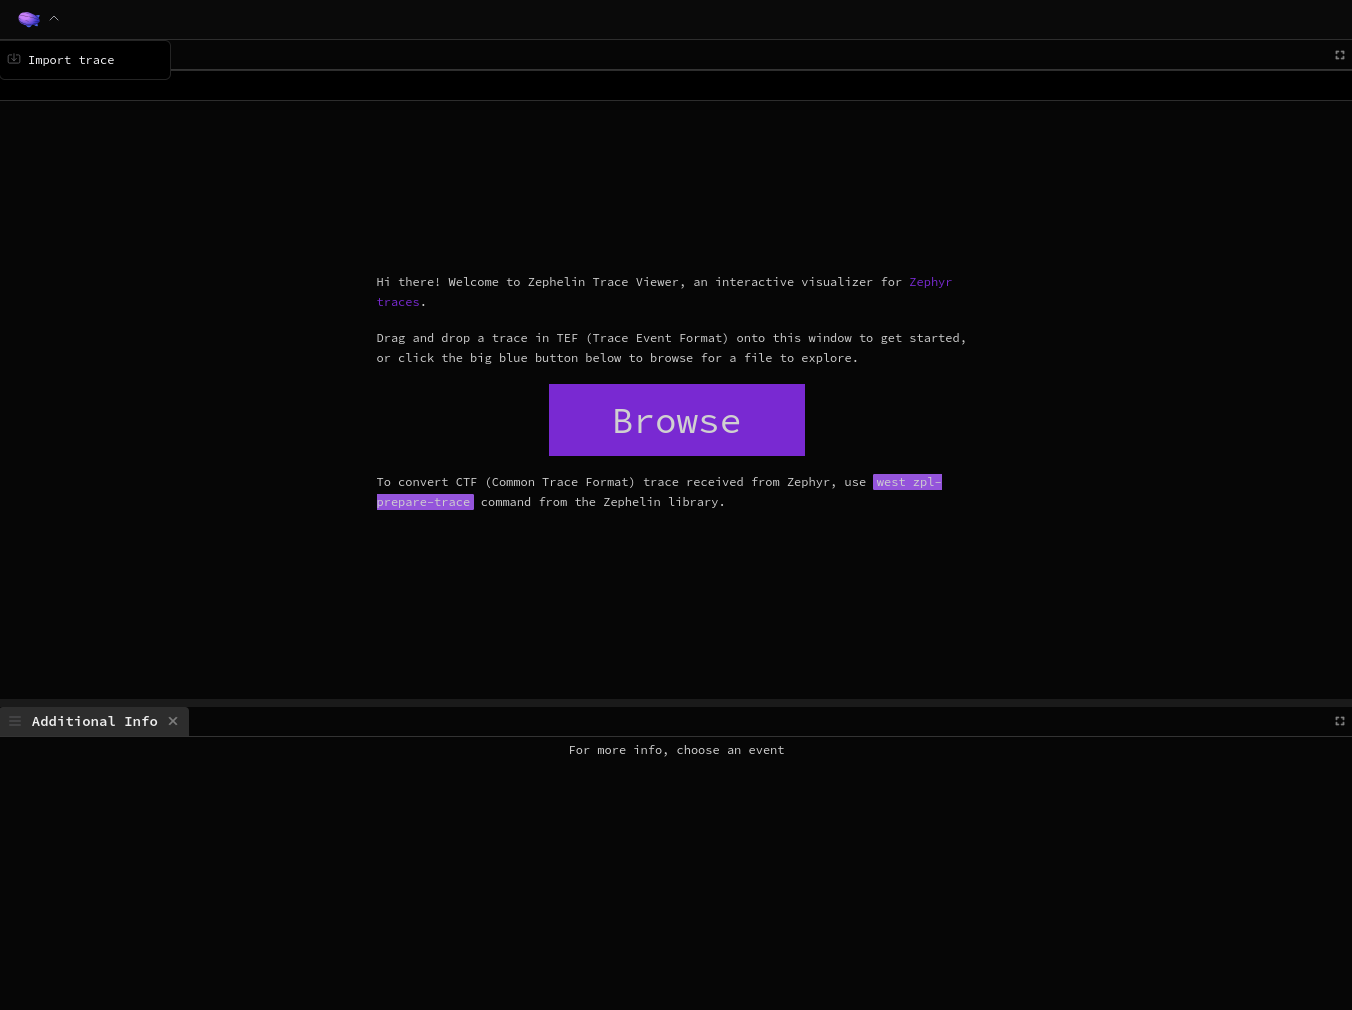 Import trace
Hi there! Welcome to Zephelin Trace Viewer, an interactive visualizer for Zephyr
traces.
Drag and drop a trace in TEF (Trace Event Format) onto this window to get started,
or click the big blue button below to browse for a file to explore.
Browse
To convert CTF (Common Trace Format) trace received from Zephyr, use west zpl-
prepare-trace command from the Zephelin library.
Additional Info
For more info, choose an event